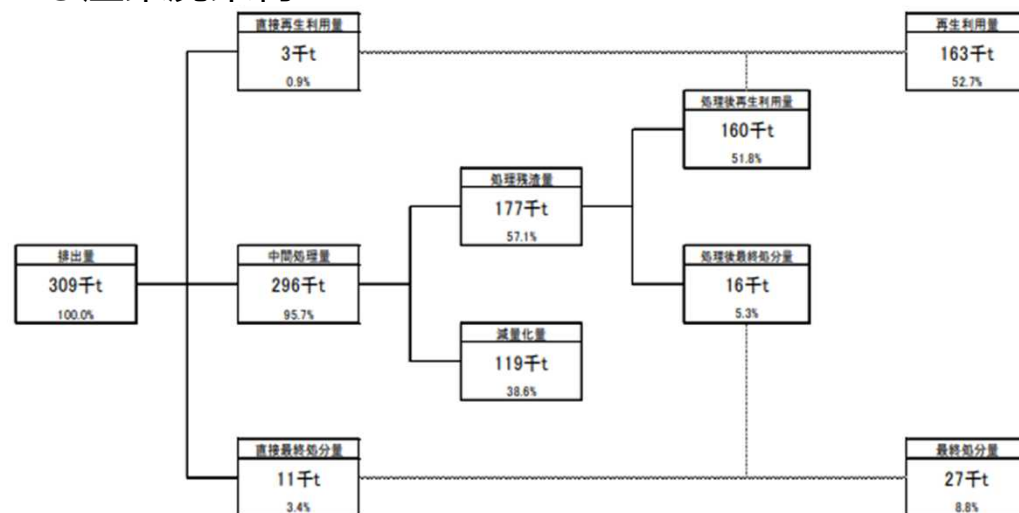 直接再生利用量
3千t
0.9%
再生利用量
163千t
52.7%
処理後再生利用量
160千t
51.8%
処理残渣量
177千t
57.1%
排出量
309千t
100.0%
中間処理量
296千t
95.7%
処理後最終処分量
16千t
5.3%
減量化量
119千t
38.6%
直接最終処分量
11千t
3.4%
最終処分量
27千t
8.8%